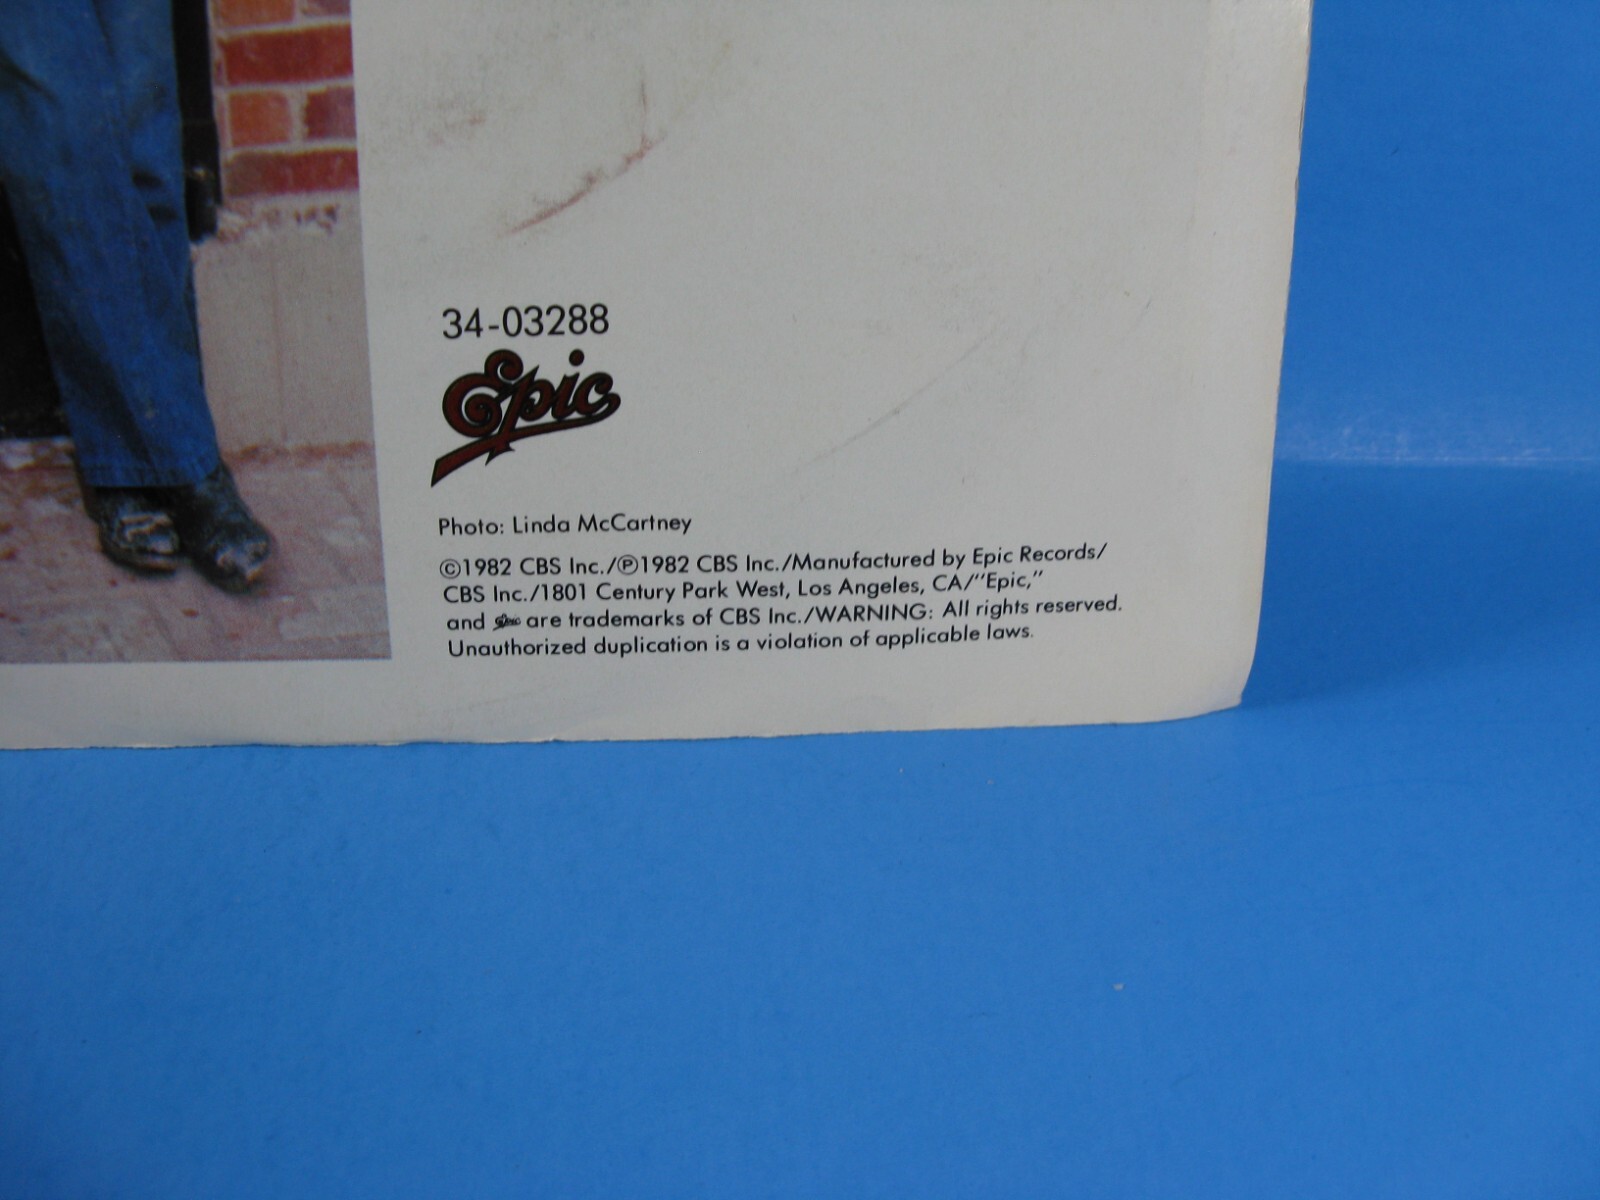 34-03288
Epic
Photo: Linda McCartney
©1982 CBS Inc./℗1982 CBS Inc./Manufactured by Epic Records/
CBS Inc./1801 Century Park West, Los Angeles, CA/"Epic,"
and Epic are trademarks of CBS Inc./WARNING: All rights reserved.
Unauthorized duplication is a violation of applicable laws.